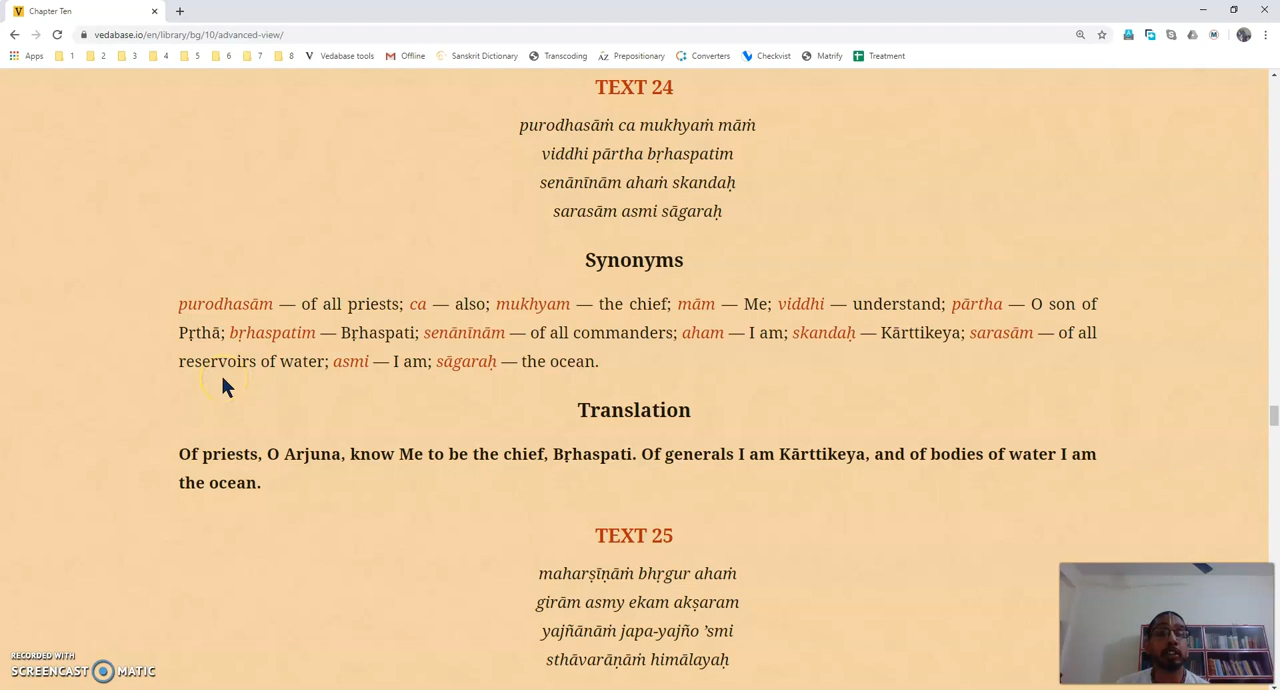 Chapter Ten
vedabase.io/en/library/bg/10/advanced-view/
Apps 1 2 3 4 5 6 7 8 Vedabase tools Offline Sanskrit Dictionary Transcoding Prepositionary Converters Checkvist Matrify Treatment
TEXT 24
purodhasāṁ ca mukhyaṁ māṁ
viddhi pārtha bṛhaspatim
senānīnām ahaṁ skandaḥ
sarasām asmi sāgaraḥ
Synonyms
purodhasām — of all priests; ca — also; mukhyam — the chief; mām — Me; viddhi — understand; pārtha — O son of
Pṛthā; bṛhaspatim — Bṛhaspati; senānīnām — of all commanders; aham — I am; skandaḥ — Kārttikeya; sarasām — of all
reservoirs of water; asmi — I am; sāgaraḥ — the ocean.
Translation
Of priests, O Arjuna, know Me to be the chief, Bṛhaspati. Of generals I am Kārttikeya, and of bodies of water I am
the ocean.
TEXT 25
maharṣīṇāṁ bhṛgur ahaṁ
girām asmy ekam akṣaram
yajñānāṁ japa-yajño ’smi
sthāvarāṇāṁ himālayaḥ
RECORDED WITH
SCREENCAST MATIC